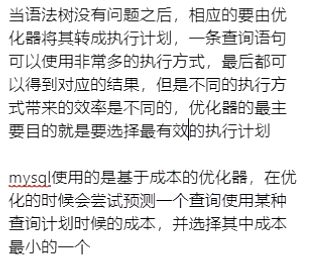 当语法树没有问题之后，相应的要由优
化器将其转成执行计划，一条查询语句
可以使用非常多的执行方式，最后都可
以得到对应的结果，但是不同的执行方
式带来的效率是不同的，优化器的最主
要目的就是要选择最有效的执行计划
mysql使用的是基于成本的优化器，在优
化的时候会尝试预测一个查询使用某种
查询计划时候的成本，并选择其中成本
最小的一个